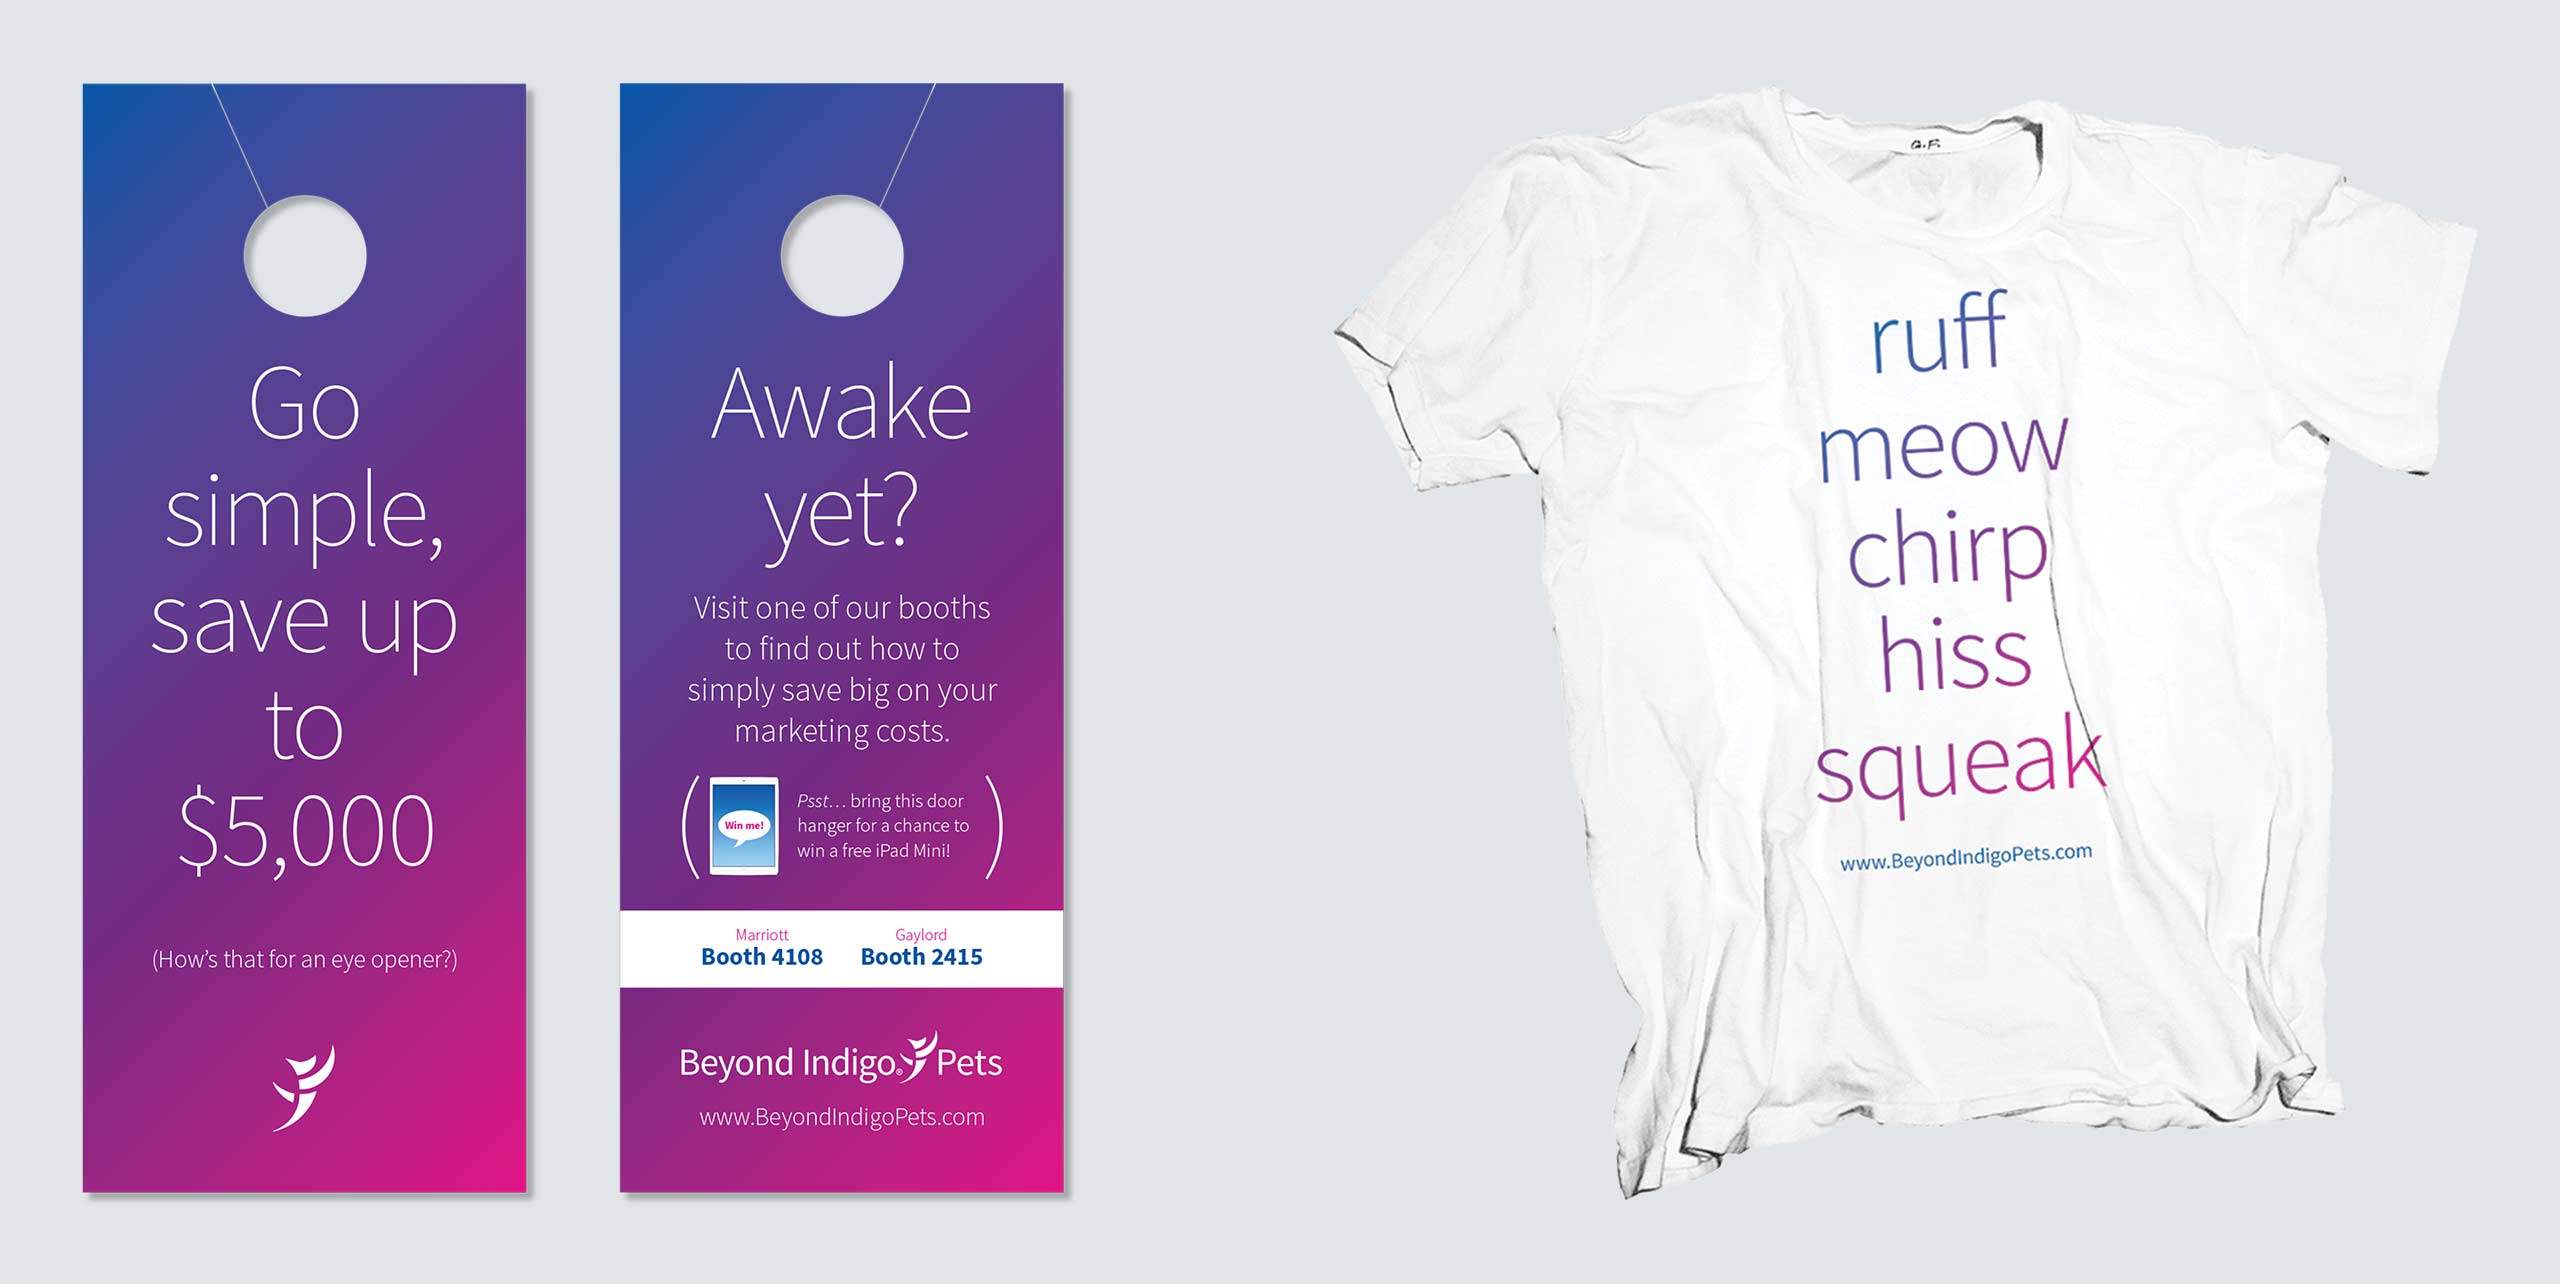 Go
simple,
save up
to
$5,000
(How's that for an eye opener?)
Awake
yet?
Visit one of our booths
to find out how to
simply save big on your
marketing costs.
Win me!
Psst… bring this door
hanger for a chance to
win a free iPad Mini!
Marriott
Booth 4108
Gaylord
Booth 2415
Beyond Indigo® Pets
www.BeyondIndigoPets.com
G.F.
ruff
meow
chirp
hiss
squeak
www.BeyondIndigoPets.com